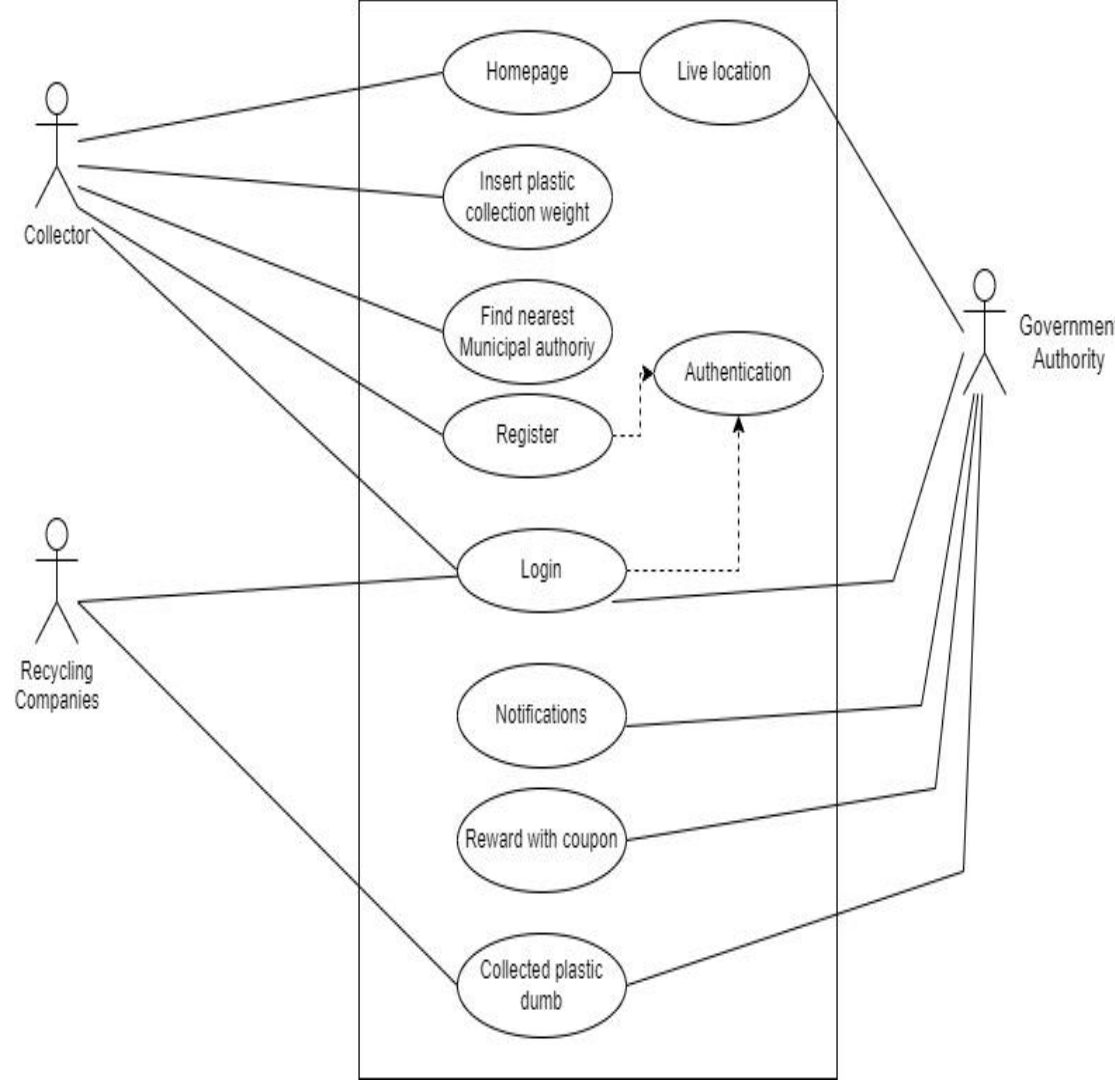 Homepage
Live location
Insert plastic
collection weight
Collector
Find nearest
Municipal authoriy
Governmen
Authority
Authentication
Register
Login
Recycling
Companies
Notifications
Reward with coupon
Collected plastic
dumb